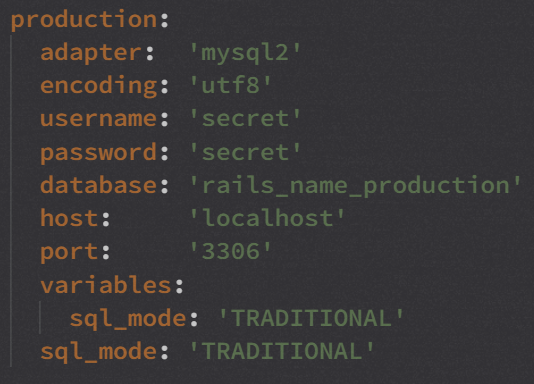 production:
  adapter:  'mysql2'
  encoding: 'utf8'
  username: 'secret'
  password: 'secret'
  database: 'rails_name_production'
  host:     'localhost'
  port:     '3306'
  variables:
    sql_mode: 'TRADITIONAL'
  sql_mode: 'TRADITIONAL'